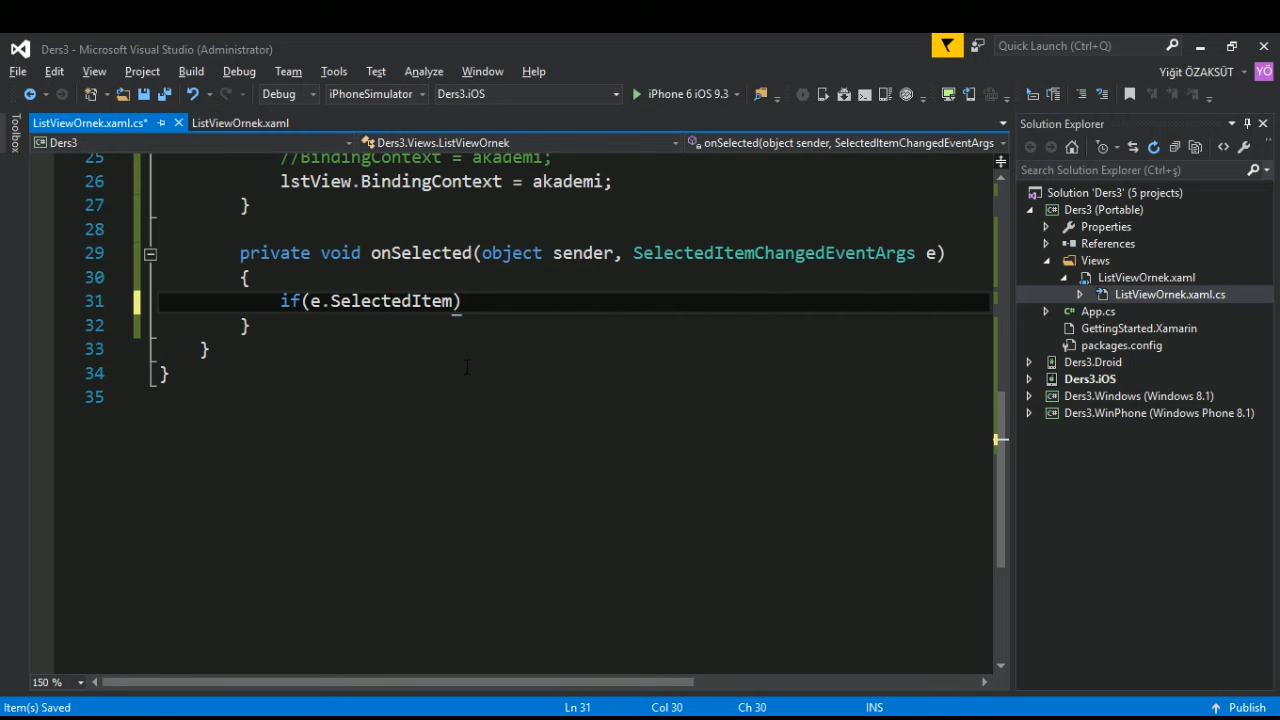 Ders3 - Microsoft Visual Studio (Administrator)
Quick Launch (Ctrl+Q)
File Edit View Project Build Debug Team Tools Test Analyze Window Help
Yiğit ÖZAKSÜT YÖ
Debug iPhoneSimulator Ders3.iOS iPhone 6 iOS 9.3
Toolbox
ListViewOrnek.xaml.cs* ListViewOrnek.xaml
Ders3 Ders3.Views.ListViewOrnek onSelected(object sender, SelectedItemChangedEventArgs
25 //BindingContext = akademi;
26 lstView.BindingContext = akademi;
27 }
28
29 private void onSelected(object sender, SelectedItemChangedEventArgs e)
30 {
31 if(e.SelectedItem)
32 }
33 }
34 }
35
150 %
Solution Explorer
Search Solution Explorer (Ctrl+ş)
Solution 'Ders3' (5 projects)
Ders3 (Portable)
Properties
References
Views
ListViewOrnek.xaml
ListViewOrnek.xaml.cs
App.cs
GettingStarted.Xamarin
packages.config
Ders3.Droid
Ders3.iOS
Ders3.Windows (Windows 8.1)
Ders3.WinPhone (Windows Phone 8.1)
Item(s) Saved Ln 31 Col 30 Ch 30 INS Publish